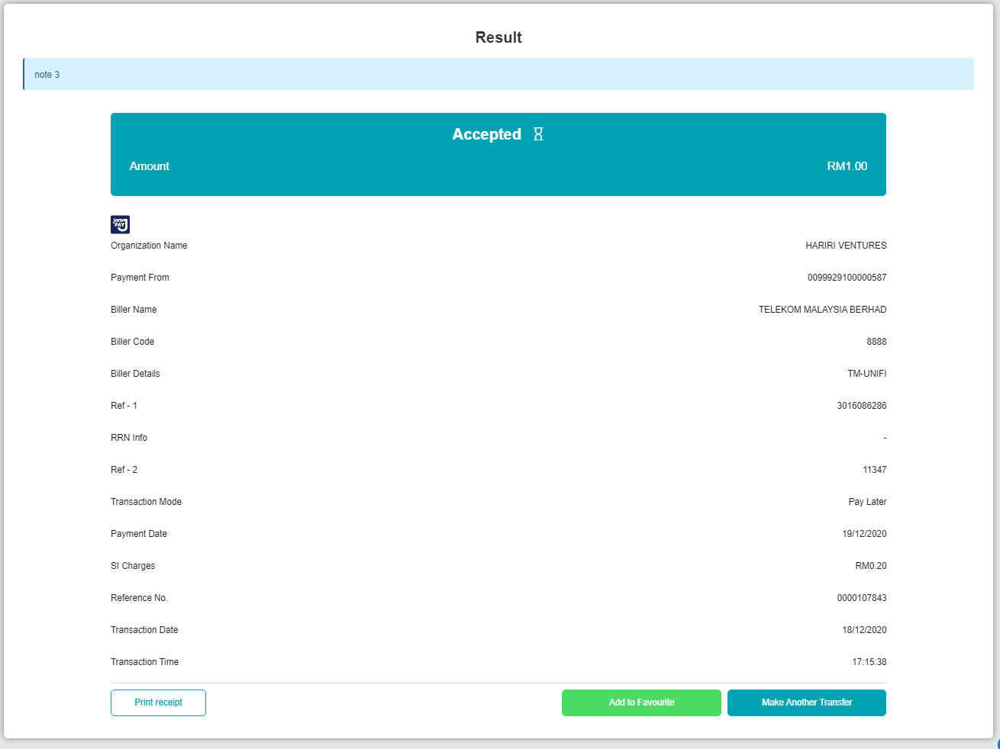 Result
note 3
Accepted
Amount RM1.00
Jom
PAY
Organization Name HARIRI VENTURES
Payment From 0099929100000587
Biller Name TELEKOM MALAYSIA BERHAD
Biller Code 8888
Biller Details TM-UNIFI
Ref - 1 3016086286
RRN Info -
Ref - 2 11347
Transaction Mode Pay Later
Payment Date 19/12/2020
SI Charges RM0.20
Reference No. 0000107843
Transaction Date 18/12/2020
Transaction Time 17:15:38
Print receipt Add to Favourite Make Another Transfer